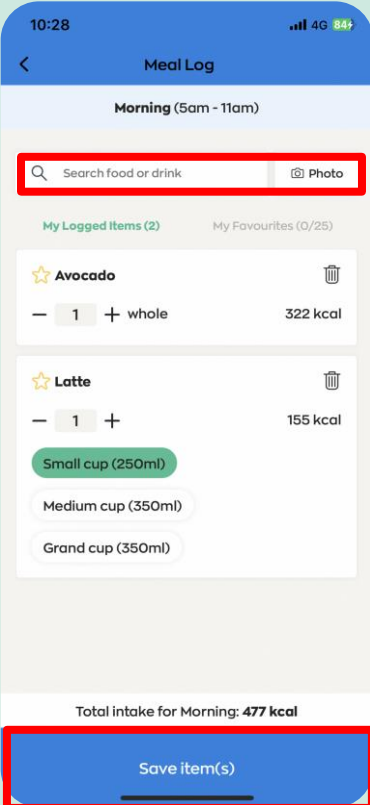 10:28 4G 84
Meal Log
Morning (5am - 11am)
Search food or drink Photo
My Logged Items (2) My Favourites (0/25)
Avocado
1 whole 322 kcal
Latte
1 155 kcal
Small cup (250ml)
Medium cup (350ml)
Grand cup (350ml)
Total intake for Morning: 477 kcal
Save item(s)